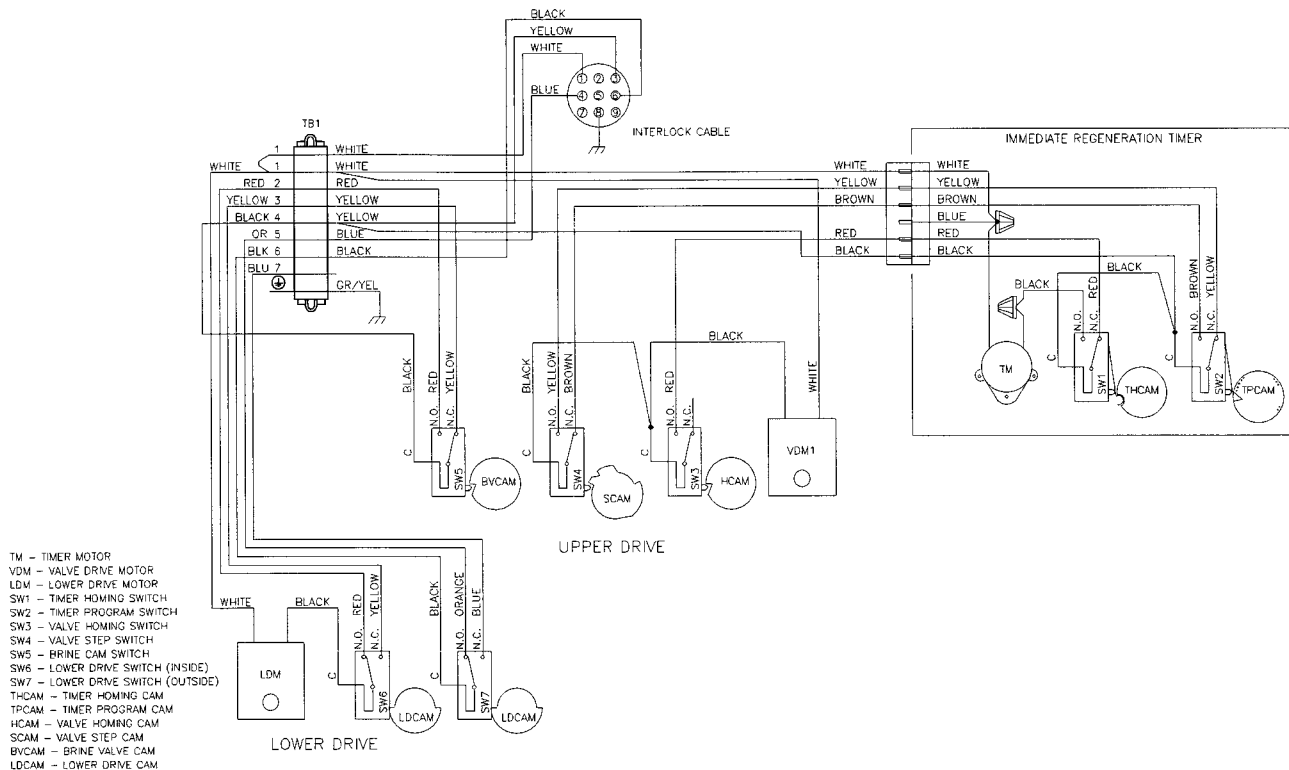 BLACK
YELLOW
WHITE
BLUE
1 2 3
4 5 6
7 8 9
INTERLOCK CABLE
TB1
1 WHITE
WHITE 1 WHITE
RED 2 RED
YELLOW 3 YELLOW
BLACK 4 YELLOW
OR 5 BLUE
BLK 6 BLACK
BLU 7
GR/YEL
IMMEDIATE REGENERATION TIMER
WHITE WHITE
YELLOW YELLOW
BROWN BROWN
BLUE
RED RED
BLACK BLACK
BLACK
BLACK
RED
N.O.
N.C.
C
SW1
TM
THCAM
BROWN
YELLOW
N.O.
N.C.
C
SW2
TPCAM
BLACK
RED
YELLOW
N.O.
N.C.
C
SW5
BVCAM
BLACK
YELLOW
BROWN
N.O.
N.C.
C
SW4
SCAM
RED
BLACK
WHITE
N.O.
N.C.
C
SW3
HCAM
VDM1
UPPER DRIVE
WHITE
BLACK
RED
YELLOW
N.O.
N.C.
C
SW6
LDM
LDCAM
BLACK
ORANGE
BLUE
N.O.
N.C.
C
SW7
LDCAM
LOWER DRIVE
TM – TIMER MOTOR
VDM – VALVE DRIVE MOTOR
LDM – LOWER DRIVE MOTOR
SW1 – TIMER HOMING SWITCH
SW2 – TIMER PROGRAM SWITCH
SW3 – VALVE HOMING SWITCH
SW4 – VALVE STEP SWITCH
SW5 – BRINE CAM SWITCH
SW6 – LOWER DRIVE SWITCH (INSIDE)
SW7 – LOWER DRIVE SWITCH (OUTSIDE)
THCAM – TIMER HOMING CAM
TPCAM – TIMER PROGRAM CAM
HCAM – VALVE HOMING CAM
SCAM – VALVE STEP CAM
BVCAM – BRINE VALVE CAM
LDCAM – LOWER DRIVE CAM